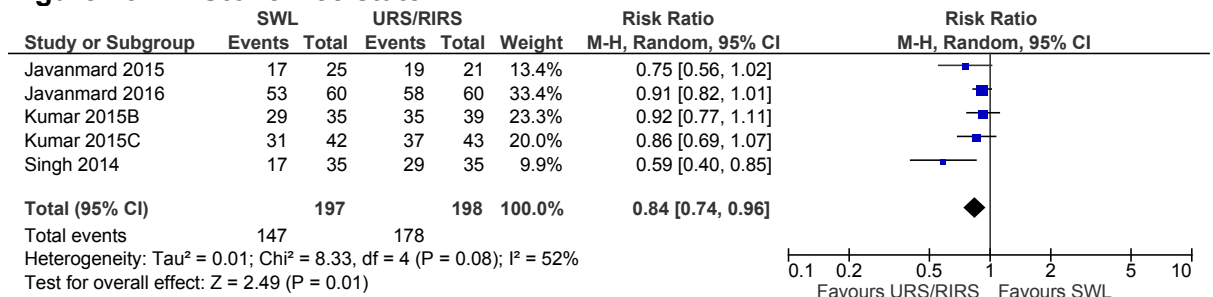 SWL URS/RIRS Risk Ratio Risk Ratio
Study or Subgroup Events Total Events Total Weight M-H, Random, 95% CI M-H, Random, 95% CI
Javanmard 2015 17 25 19 21 13.4% 0.75 [0.56, 1.02]
Javanmard 2016 53 60 58 60 33.4% 0.91 [0.82, 1.01]
Kumar 2015B 29 35 35 39 23.3% 0.92 [0.77, 1.11]
Kumar 2015C 31 42 37 43 20.0% 0.86 [0.69, 1.07]
Singh 2014 17 35 29 35 9.9% 0.59 [0.40, 0.85]
Total (95% CI) 197 198 100.0% 0.84 [0.74, 0.96]
Total events 147 178
Heterogeneity: Tau² = 0.01; Chi² = 8.33, df = 4 (P = 0.08); I² = 52%
Test for overall effect: Z = 2.49 (P = 0.01)
0.1 0.2 0.5 1 2 5 10
Favours URS/RIRS Favours SWL